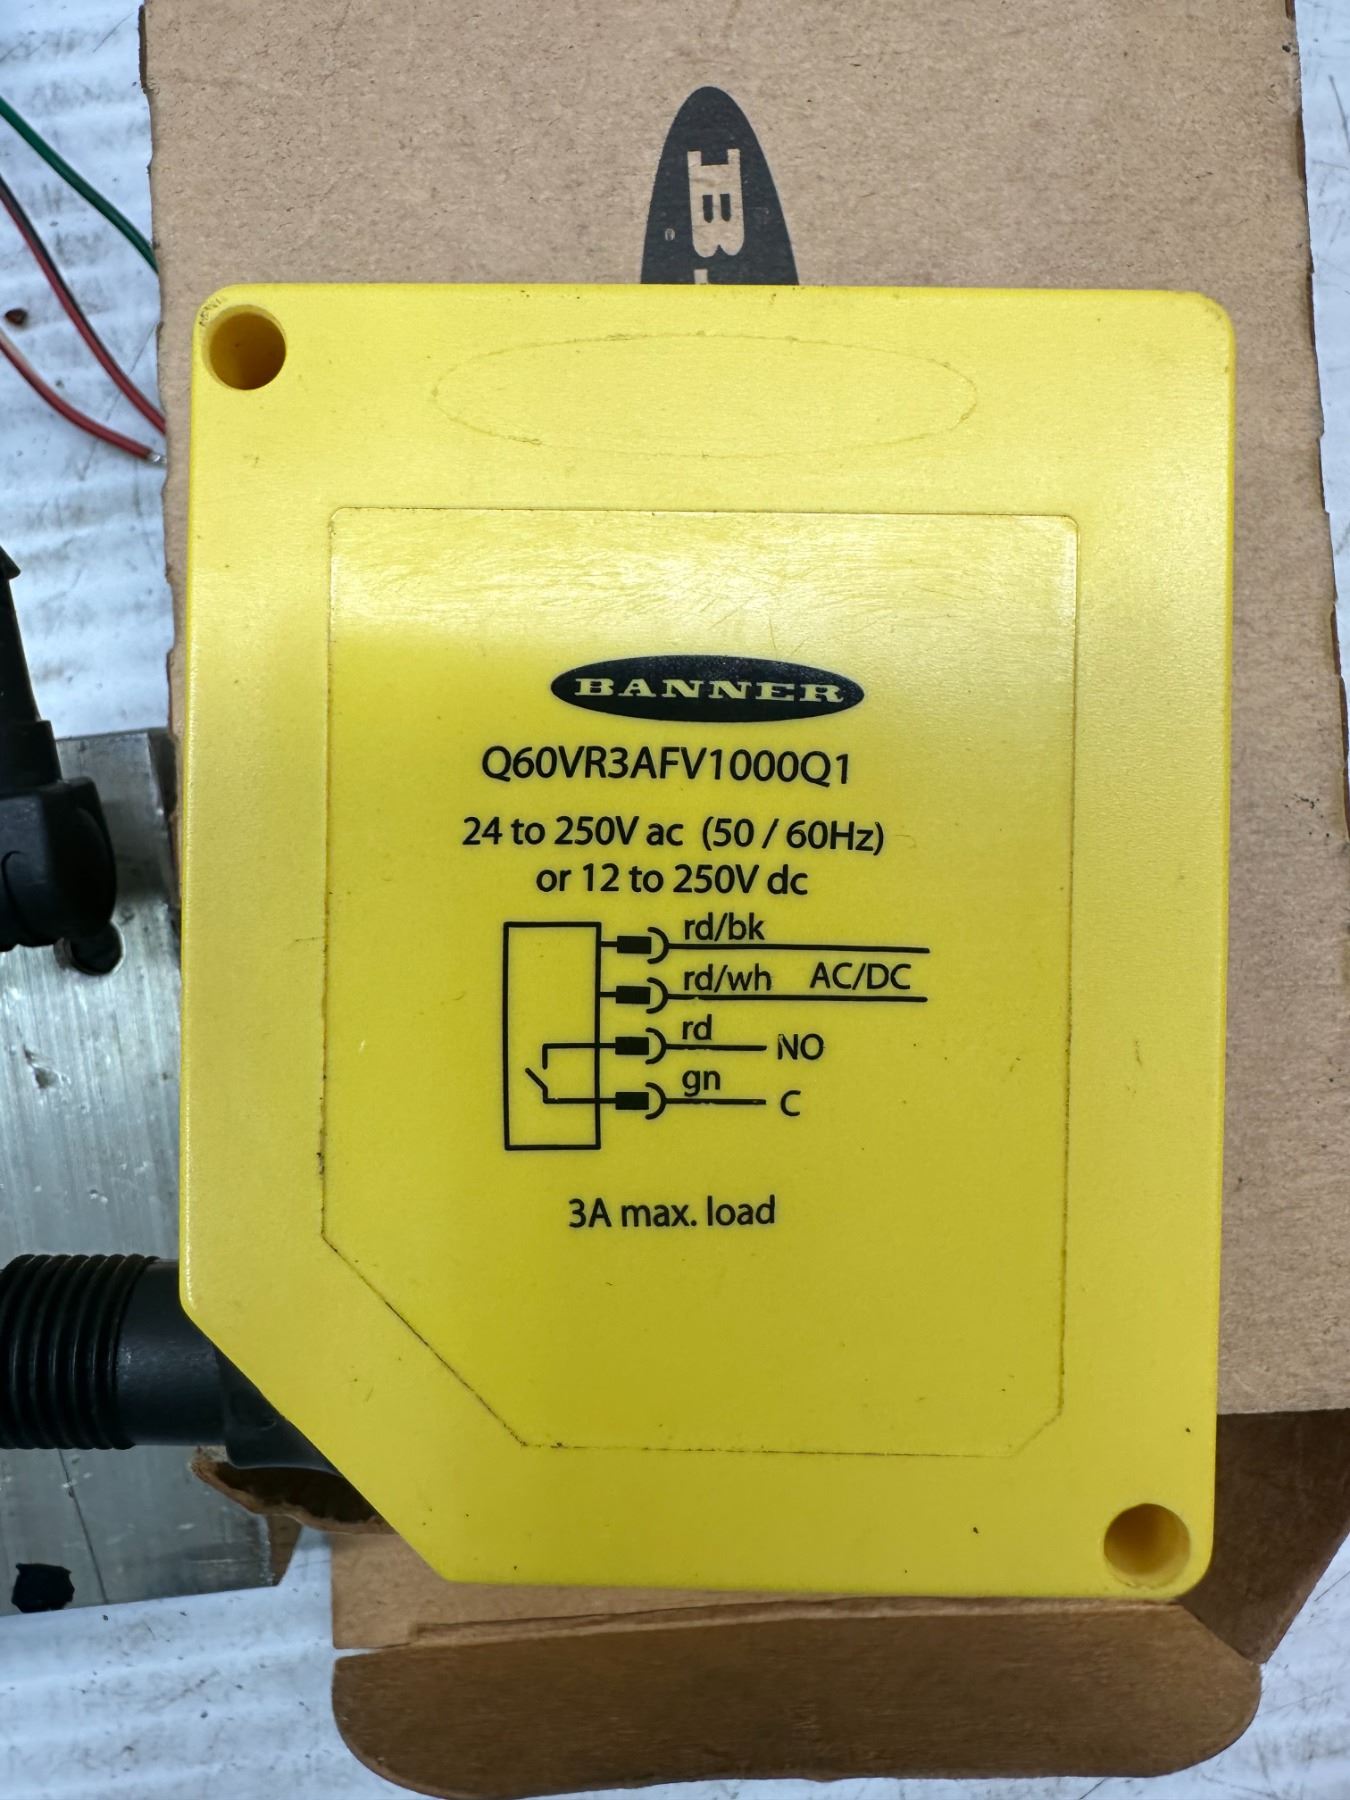 B
BANNER
Q60VR3AFV1000Q1
24 to 250V ac (50 / 60Hz)
or 12 to 250V dc
rd/bk
rd/wh AC/DC
rd
NO
gn
C
3A max. load